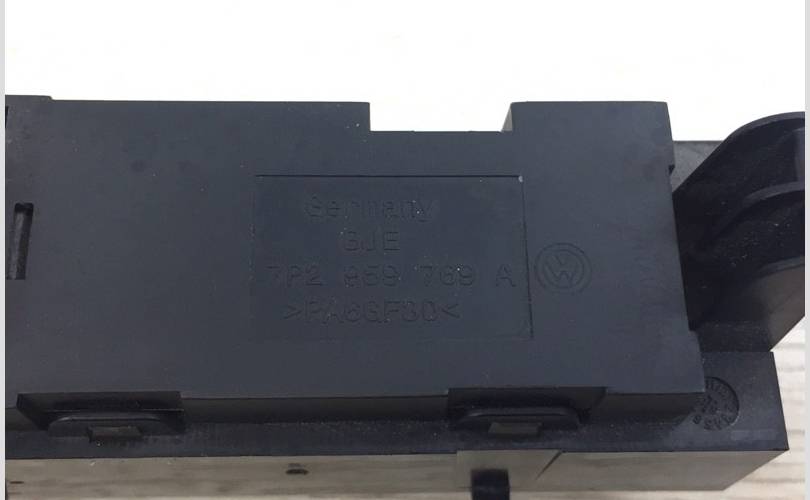 Germany
GJE
7P2 959 769 A
>PA6GF30<